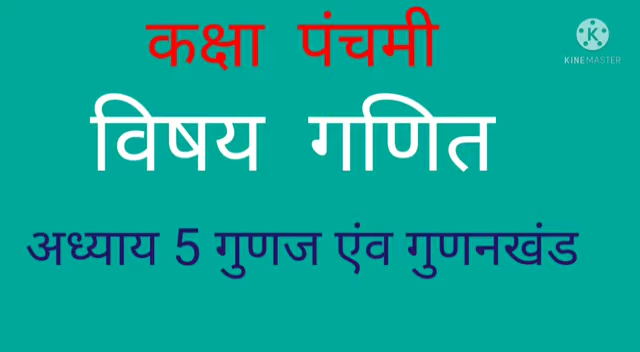 कक्षा पंचमी
KINEMASTER
विषय गणित
अध्याय 5 गुणज एंव गुणनखंड